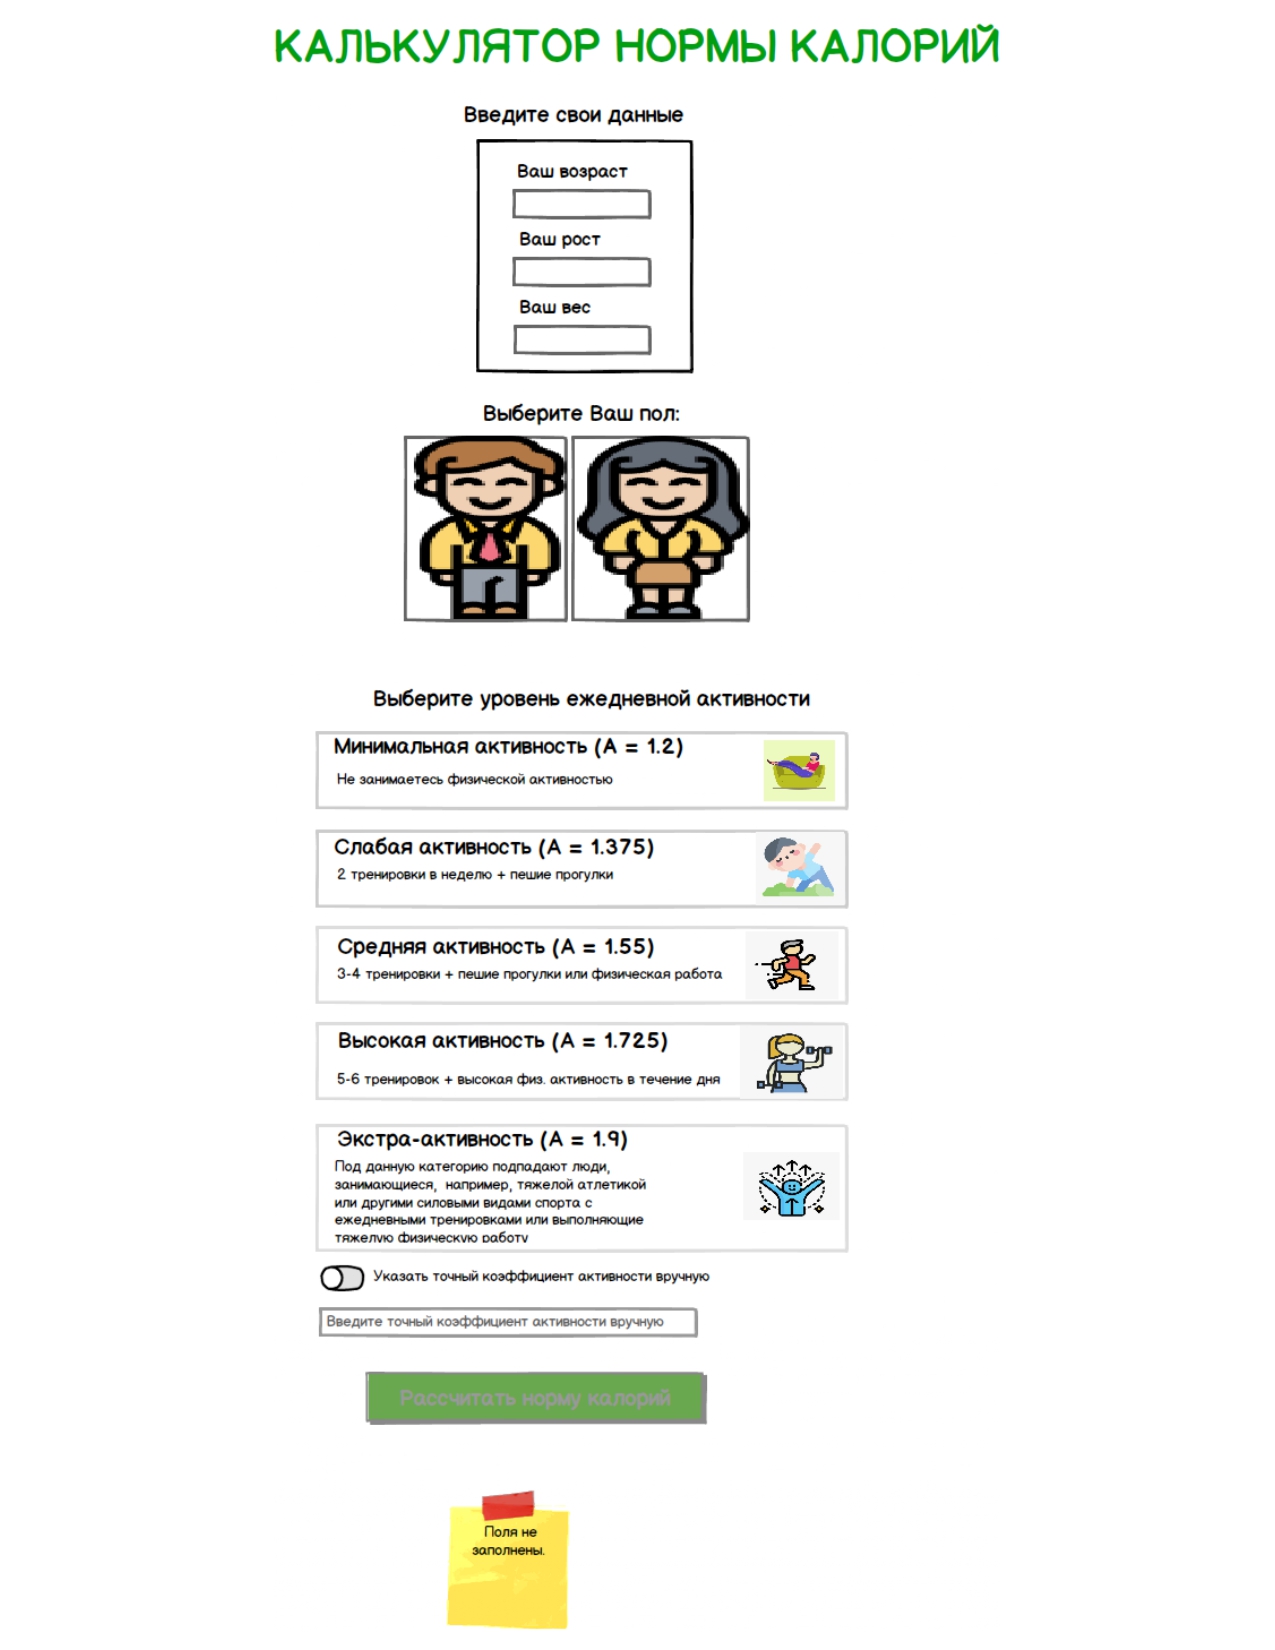 КАЛЬКУЛЯТОР НОРМЫ КАЛОРИЙ
Введите свои данные
Ваш возраст
Ваш рост
Ваш вес
Выберите Ваш пол:
Выберите уровень ежедневной активности
Минимальная активность (А = 1.2)
Не занимаетесь физической активностью
Слабая активность (А = 1.375)
2 тренировки в неделю + пешие прогулки
Средняя активность (А = 1.55)
3-4 тренировки + пешие прогулки или физическая работа
Высокая активность (А = 1.725)
5-6 тренировок + высокая физ. активность в течение дня
Экстра-активность (А = 1.9)
Под данную категорию подпадают люди,
занимающиеся, например, тяжелой атлетикой
или другими силовыми видами спорта с
ежедневными тренировками или выполняющие
тяжелую физическую работу
Указать точный коэффициент активности вручную
Введите точный коэффициент активности вручную
Рассчитать норму калорий
Поля не
заполнены.